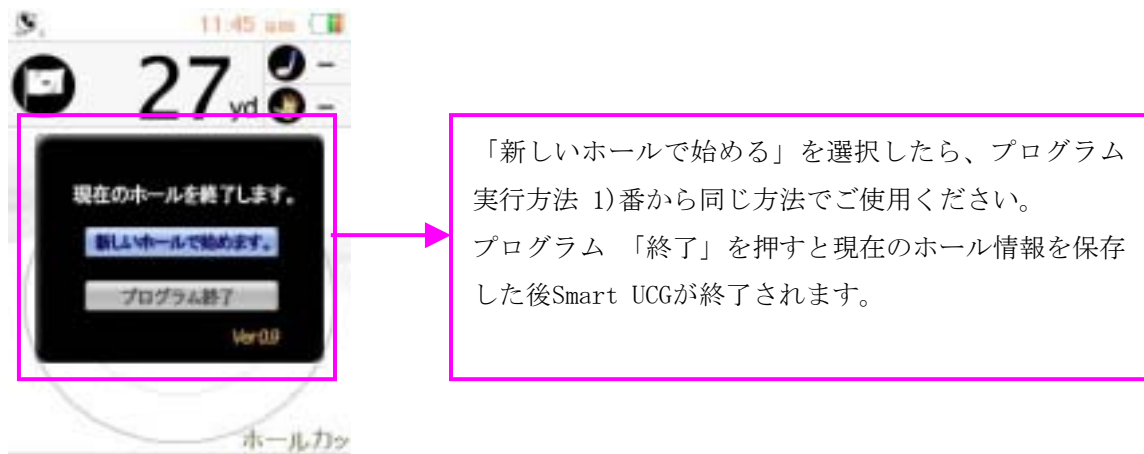 11:45 am
27 yd
-
-
現在のホールを終了します。
新しいホールで始めます。
プログラム終了
Ver0.9
ホールカッ
「新しいホールで始める」を選択したら、プログラム
実行方法 1)番から同じ方法でご使用ください。
プログラム 「終了」を押すと現在のホール情報を保存
した後Smart UCGが終了されます。